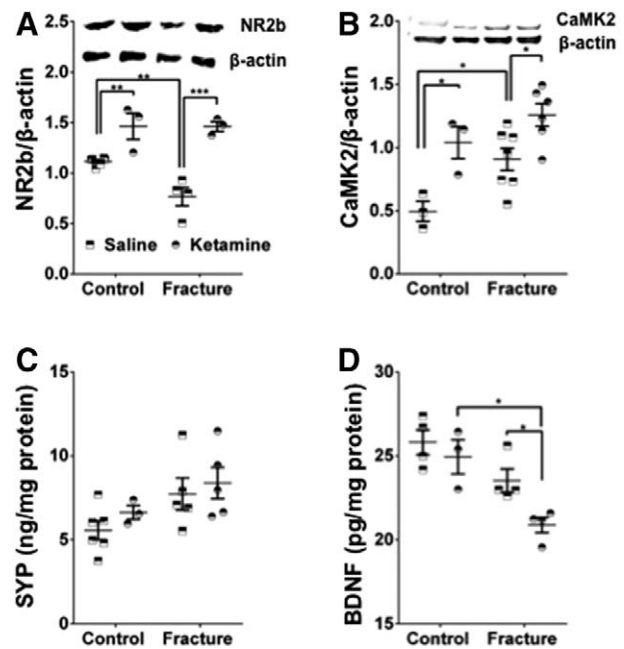 A
NR2b/β-actin
2.5
2.0
1.5
1.0
0.5
0.0
NR2b
β-actin
**
**
***
Saline
Ketamine
Control
Fracture
B
CaMK2/β-actin
2.0
1.5
1.0
0.5
0.0
CaMK2
β-actin
*
*
*
Control
Fracture
C
SYP (ng/mg protein)
15
10
5
0
Control
Fracture
D
BDNF (pg/mg protein)
30
25
20
15
*
*
Control
Fracture